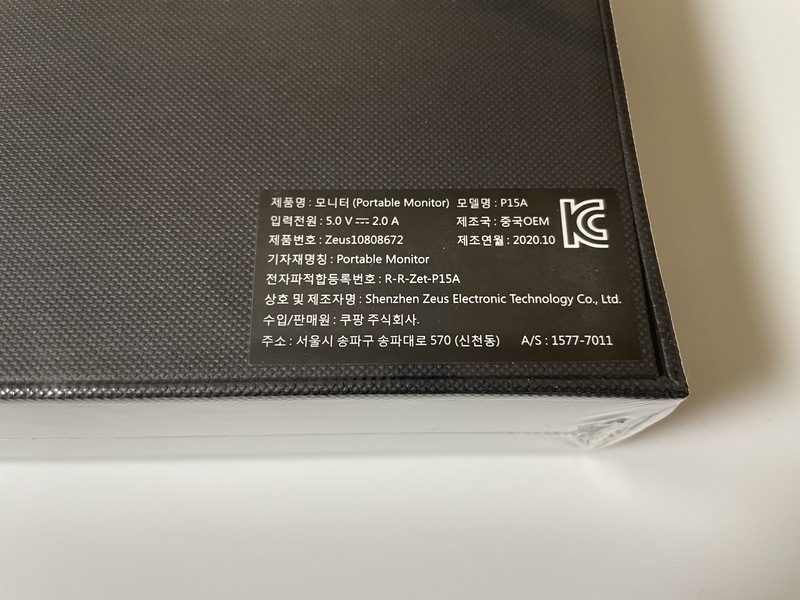 제품명 : 모니터 (Portable Monitor) 모델명 : P15A
입력전원 : 5.0 V ⎓ 2.0 A 제조국 : 중국OEM
제품번호 : Zeus10808672 제조연월 : 2020.10
기자재명칭 : Portable Monitor
전자파적합등록번호 : R-R-Zet-P15A
상호 및 제조자명 : Shenzhen Zeus Electronic Technology Co., Ltd.
수입/판매원 : 쿠팡 주식회사.
주소 : 서울시 송파구 송파대로 570 (신천동) A/S : 1577-7011
KC